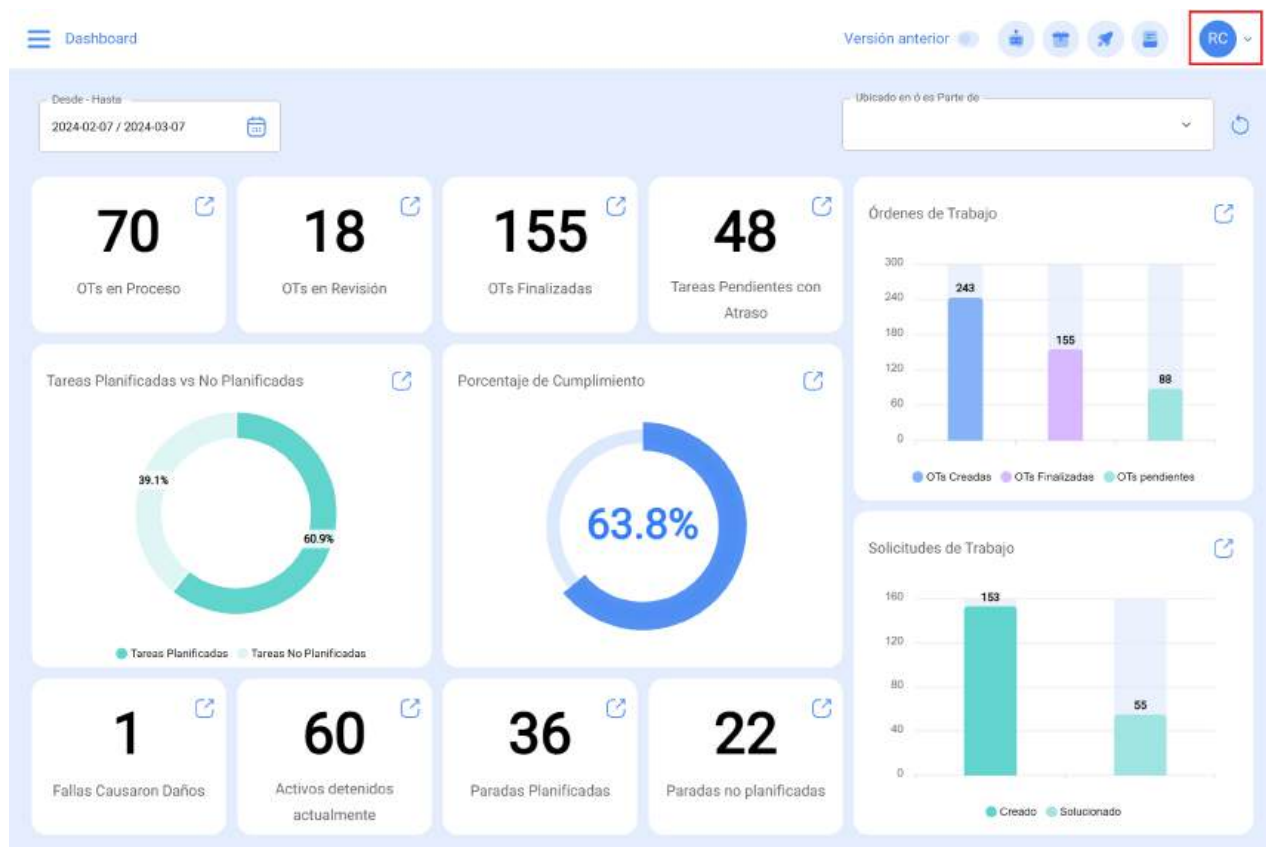 Dashboard
Versión anterior
RC
Desde - Hasta
2024-02-07 / 2024-03-07
Ubicado en ó es Parte de
70
OTs en Proceso
18
OTs en Revisión
155
OTs Finalizadas
48
Tareas Pendientes con
Atraso
Órdenes de Trabajo
300
240
180
120
60
0
243
155
88
OTs Creadas
OTs Finalizadas
OTs pendientes
Tareas Planificadas vs No Planificadas
39.1%
60.9%
Tareas Planificadas
Tareas No Planificadas
Porcentaje de Cumplimiento
63.8%
Solicitudes de Trabajo
160
120
80
40
0
153
55
Creado
Solucionado
1
Fallas Causaron Daños
60
Activos detenidos
actualmente
36
Paradas Planificadas
22
Paradas no planificadas